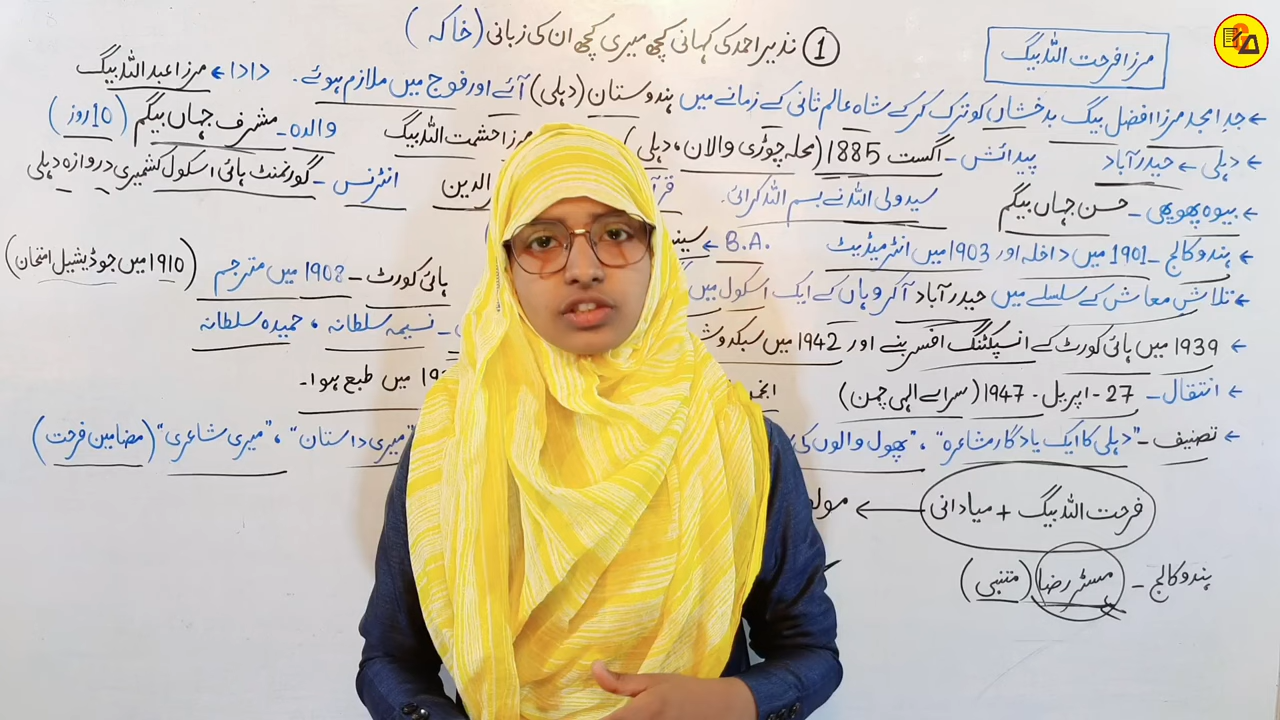 مرزا فرحت اللہ بیگ
① نذیر احمد کی کہانی کچھ میری کچھ ان کی زبانی (خاکہ)
← جدِ امجد مرزا افضل بیگ بدخشاں کو ترک کر کے شاہ عالم ثانی کے زمانے میں ہندوستان (دہلی) آئے اور فوج میں ملازم ہوئے۔ دادا ← مرزا عبد اللہ بیگ
← دہلی ← حیدرآباد پیدائش ـ اگست 1885 (محلہ چوڑی والان، دہلی) مرزا حشمت اللہ بیگ والدہ ـ مشرف جہاں بیگم (10 روز)
← بیوہ پھوپھی ـ حسن جہاں بیگم سید ولی اللہ نے بسم اللہ کرائی۔ الدین انٹرنس ـ گورنمنٹ ہائی اسکول کشمیری دروازہ دہلی
← ہندو کالج ـ 1901 میں داخلہ اور 1903 میں انٹرمیڈیٹ B.A. ← ہائی کورٹ ـ 1908 میں مترجم (1910 میں جوڈیشیل امتحان)
← تلاشِ معاش کے سلسلے میں حیدرآباد آکر وہاں کے ایک اسکول میں
← 1939 میں ہائی کورٹ کے انسپکٹنگ افسر بنے اور 1942 میں نسیمہ سلطانہ، حمیدہ سلطانہ
← انتقال ـ 27 ـ اپریل ـ 1947 (سرائے الہی چمن) میں طبع ہوا۔
← تصنیف ـ "دہلی کا ایک یادگار مشاعرہ"، "پھول والوں کی "میری داستان"، "میری شاعری" (مضامین فرحت)
فرحت اللہ بیگ + میادانی ←
ہندو کالج ـ مسٹر رضا (متنبی)